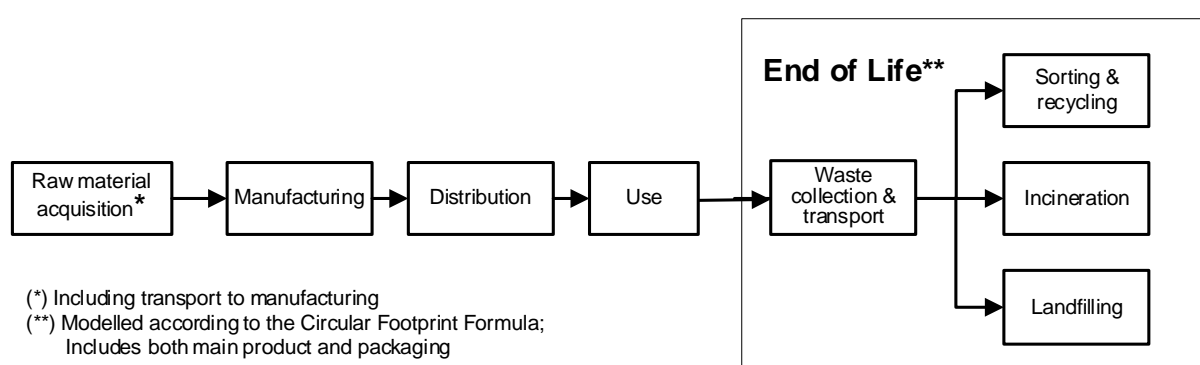 End of Life**
Sorting &
recycling
Raw material
acquisition*
Manufacturing
Distribution
Use
Waste
collection &
transport
Incineration
Landfilling
(*) Including transport to manufacturing
(**) Modelled according to the Circular Footprint Formula;
Includes both main product and packaging